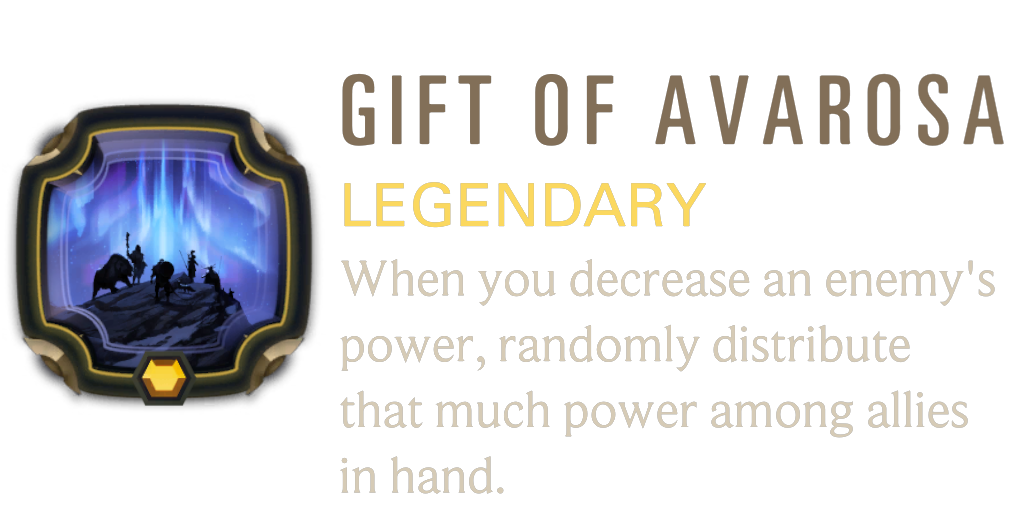 GIFT OF AVAROSA
LEGENDARY
When you decrease an enemy's
power, randomly distribute
that much power among allies
in hand.